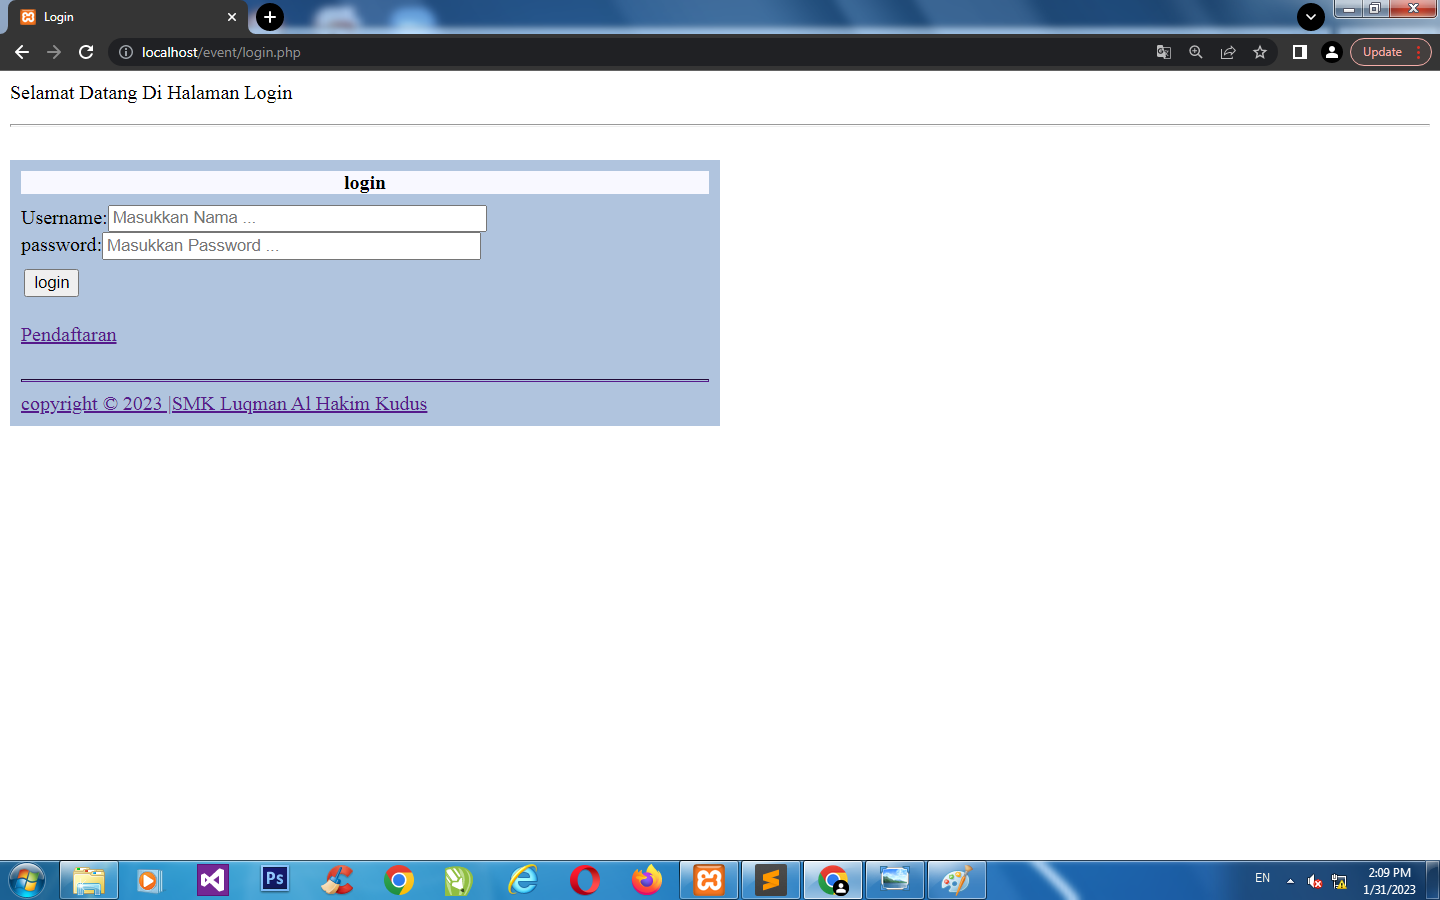 Login
localhost/event/login.php
Update
Selamat Datang Di Halaman Login
login
Username: Masukkan Nama ...
password: Masukkan Password ...
login
Pendaftaran
copyright © 2023 |SMK Luqman Al Hakim Kudus
Ps
EN
2:09 PM
1/31/2023